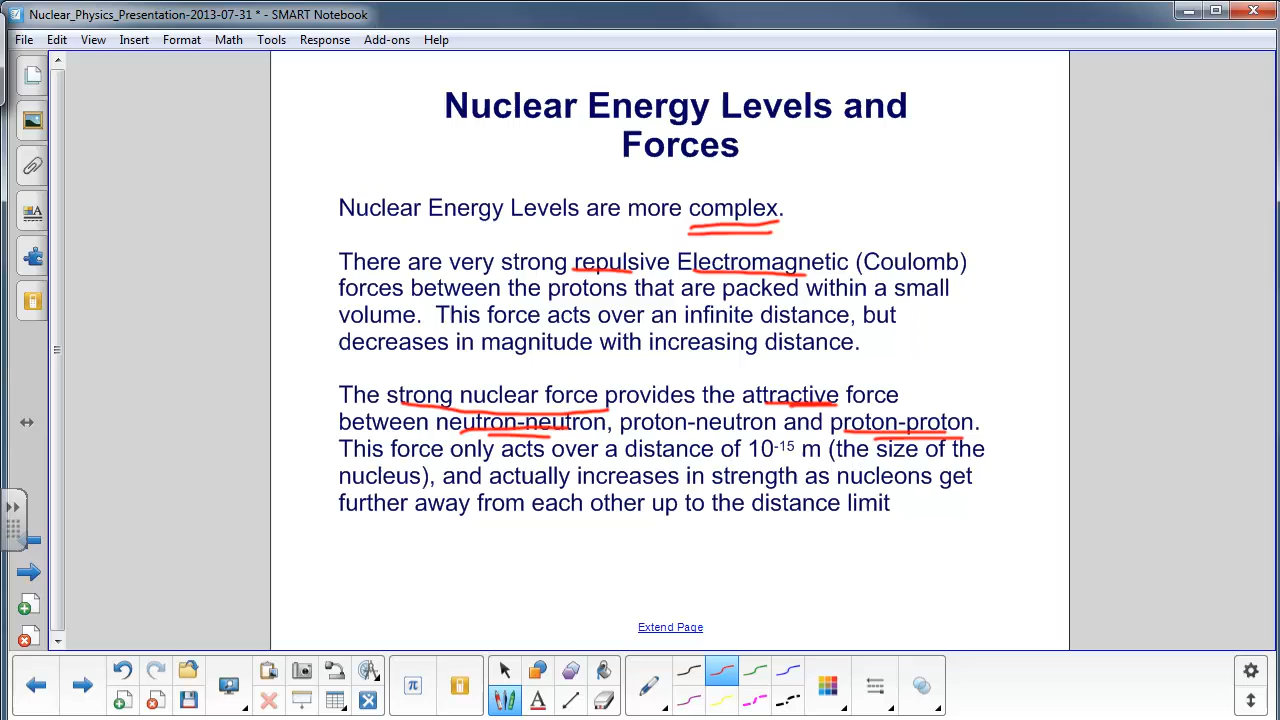 Nuclear_Physics_Presentation-2013-07-31 * - SMART Notebook
File Edit View Insert Format Math Tools Response Add-ons Help
Nuclear Energy Levels and
Forces
Nuclear Energy Levels are more complex.
There are very strong repulsive Electromagnetic (Coulomb)
forces between the protons that are packed within a small
volume. This force acts over an infinite distance, but
decreases in magnitude with increasing distance.
The strong nuclear force provides the attractive force
between neutron-neutron, proton-neutron and proton-proton.
This force only acts over a distance of 10⁻¹⁵ m (the size of the
nucleus), and actually increases in strength as nucleons get
further away from each other up to the distance limit
Extend Page